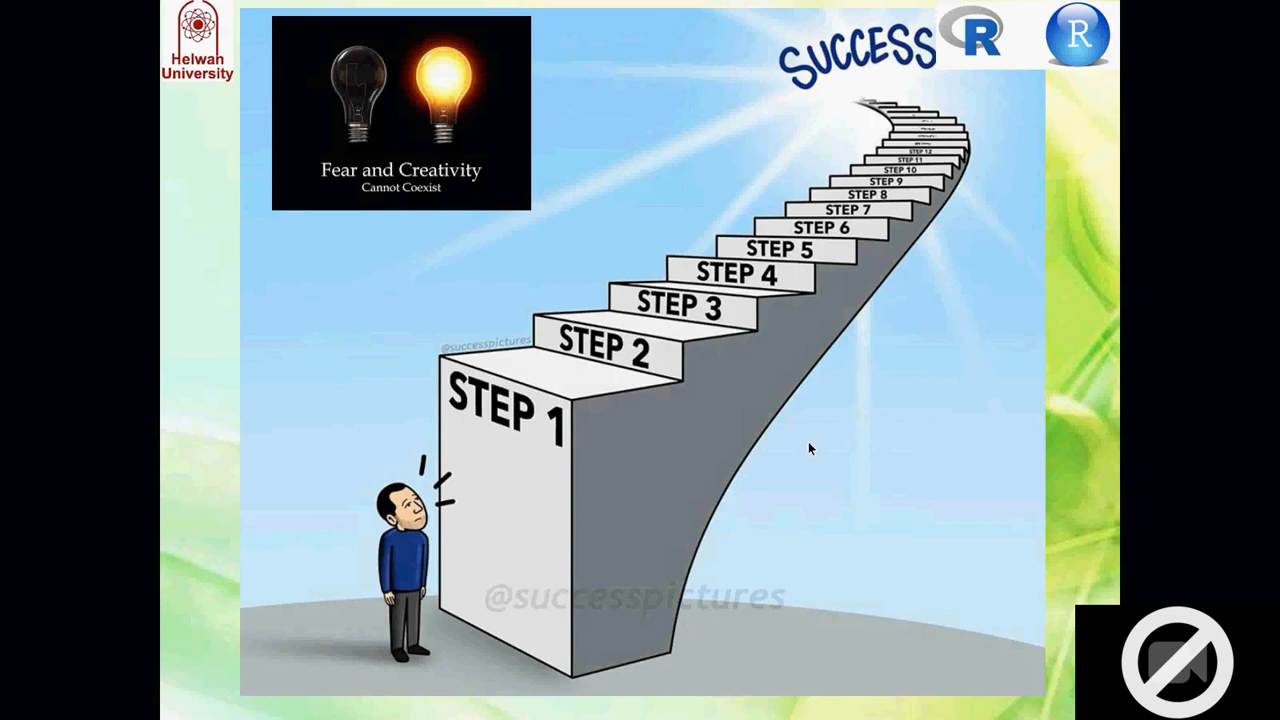 Helwan
University
Fear and Creativity
Cannot Coexist
SUCCESS
R
R
STEP 12
STEP 11
STEP 10
STEP 9
STEP 8
STEP 7
STEP 6
STEP 5
STEP 4
STEP 3
STEP 2
@successpictures
STEP 1
@successpictures